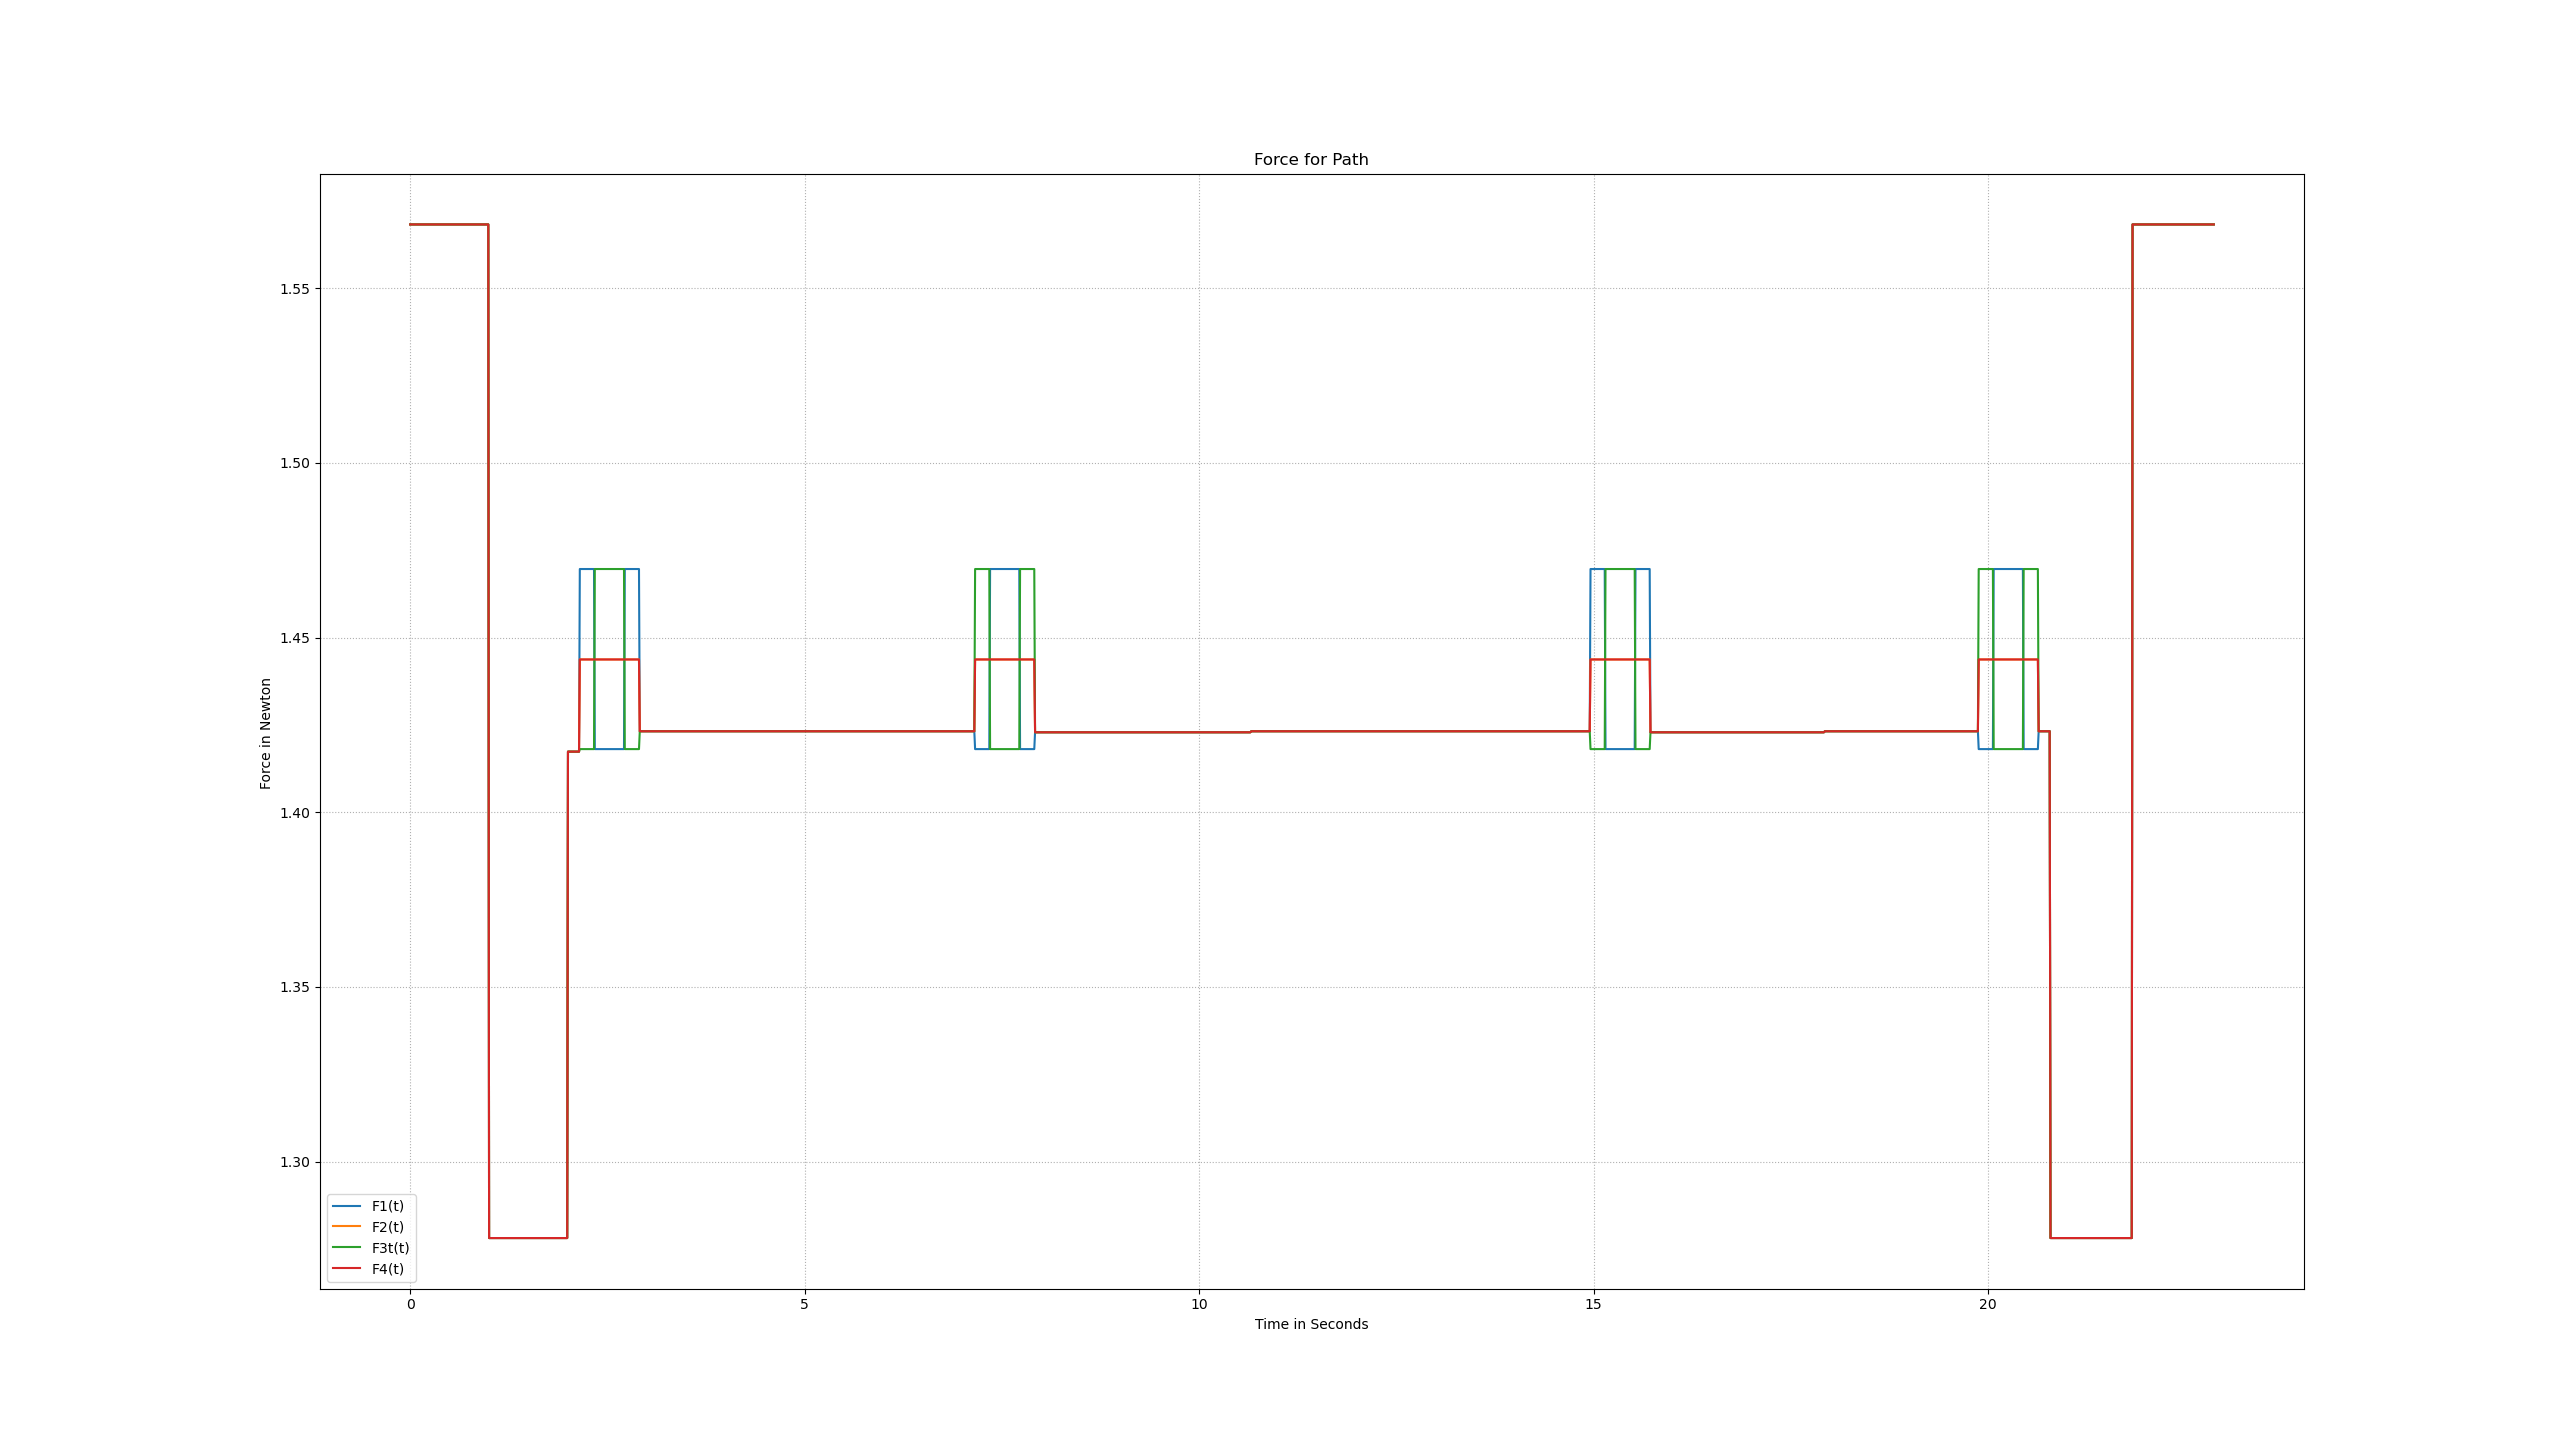 Force for Path
Force in Newton
1.55
1.50
1.45
1.40
1.35
1.30
F1(t)
F2(t)
F3t(t)
F4(t)
0
5
10
15
20
Time in Seconds